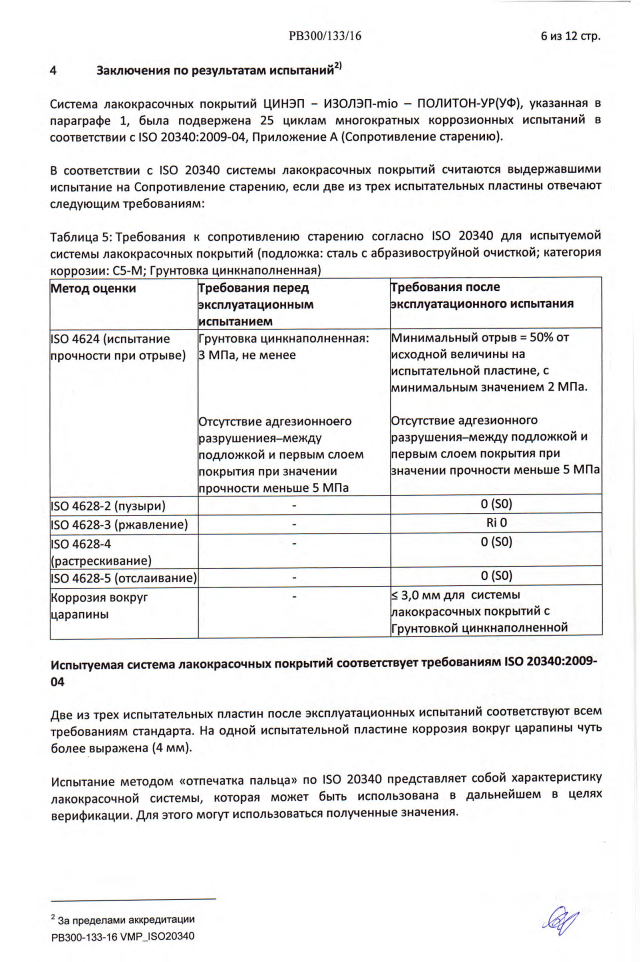 РВ300/133/16
6 из 12 стр.
4 Заключения по результатам испытаний2)
Система лакокрасочных покрытий ЦИНЭП – ИЗОЛЭП-mio – ПОЛИТОН-УР(УФ), указанная в
параграфе 1, была подвержена 25 циклам многократных коррозионных испытаний в
соответствии с ISO 20340:2009-04, Приложение А (Сопротивление старению).
В соответствии с ISO 20340 системы лакокрасочных покрытий считаются выдержавшими
испытание на Сопротивление старению, если две из трех испытательных пластины отвечают
следующим требованиям:
Таблица 5: Требования к сопротивлению старению согласно ISO 20340 для испытуемой
системы лакокрасочных покрытий (подложка: сталь с абразивоструйной очисткой; категория
коррозии: С5-М; Грунтовка цинкнаполненная)
Метод оценки
Требования перед
эксплуатационным
испытанием
Требования после
эксплуатационного испытания
ISO 4624 (испытание
прочности при отрыве)
Грунтовка цинкнаполненная:
3 МПа, не менее
Отсутствие адгезионноего
разрушениея–между
подложкой и первым слоем
покрытия при значении
прочности меньше 5 МПа
Минимальный отрыв = 50% от
исходной величины на
испытательной пластине, с
минимальным значением 2 МПа.
Отсутствие адгезионного
разрушения–между подложкой и
первым слоем покрытия при
значении прочности меньше 5 МПа
ISO 4628-2 (пузыри) - 0 (S0)
ISO 4628-3 (ржавление) - Ri 0
ISO 4628-4
(растрескивание)
- 0 (S0)
ISO 4628-5 (отслаивание) - 0 (S0)
Коррозия вокруг
царапины
-
≤ 3,0 мм для системы
лакокрасочных покрытий с
Грунтовкой цинкнаполненной
Испытуемая система лакокрасочных покрытий соответствует требованиям ISO 20340:2009-
04
Две из трех испытательных пластин после эксплуатационных испытаний соответствуют всем
требованиям стандарта. На одной испытательной пластине коррозия вокруг царапины чуть
более выражена (4 мм).
Испытание методом «отпечатка пальца» по ISO 20340 представляет собой характеристику
лакокрасочной системы, которая может быть использована в дальнейшем в целях
верификации. Для этого могут использоваться полученные значения.
2 За пределами аккредитации
PB300-133-16 VMP_ISO20340